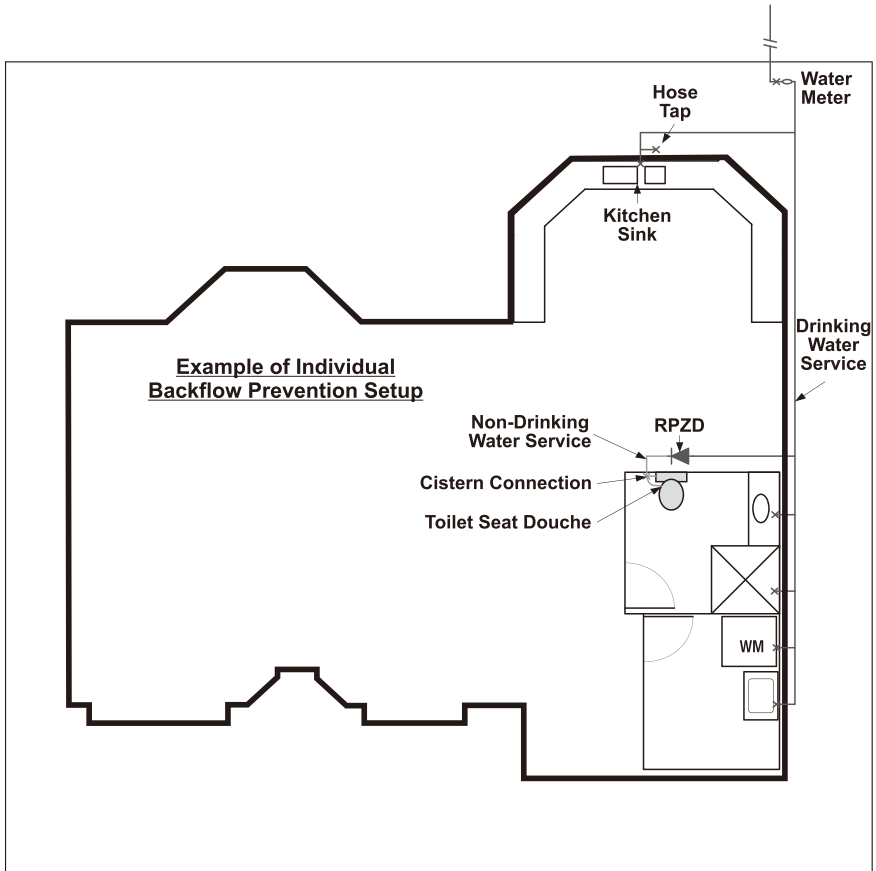 Water
Meter
Hose
Tap
Kitchen
Sink
Drinking
Water
Service
Example of Individual
Backflow Prevention Setup
Non-Drinking
Water Service
RPZD
Cistern Connection
Toilet Seat Douche
WM